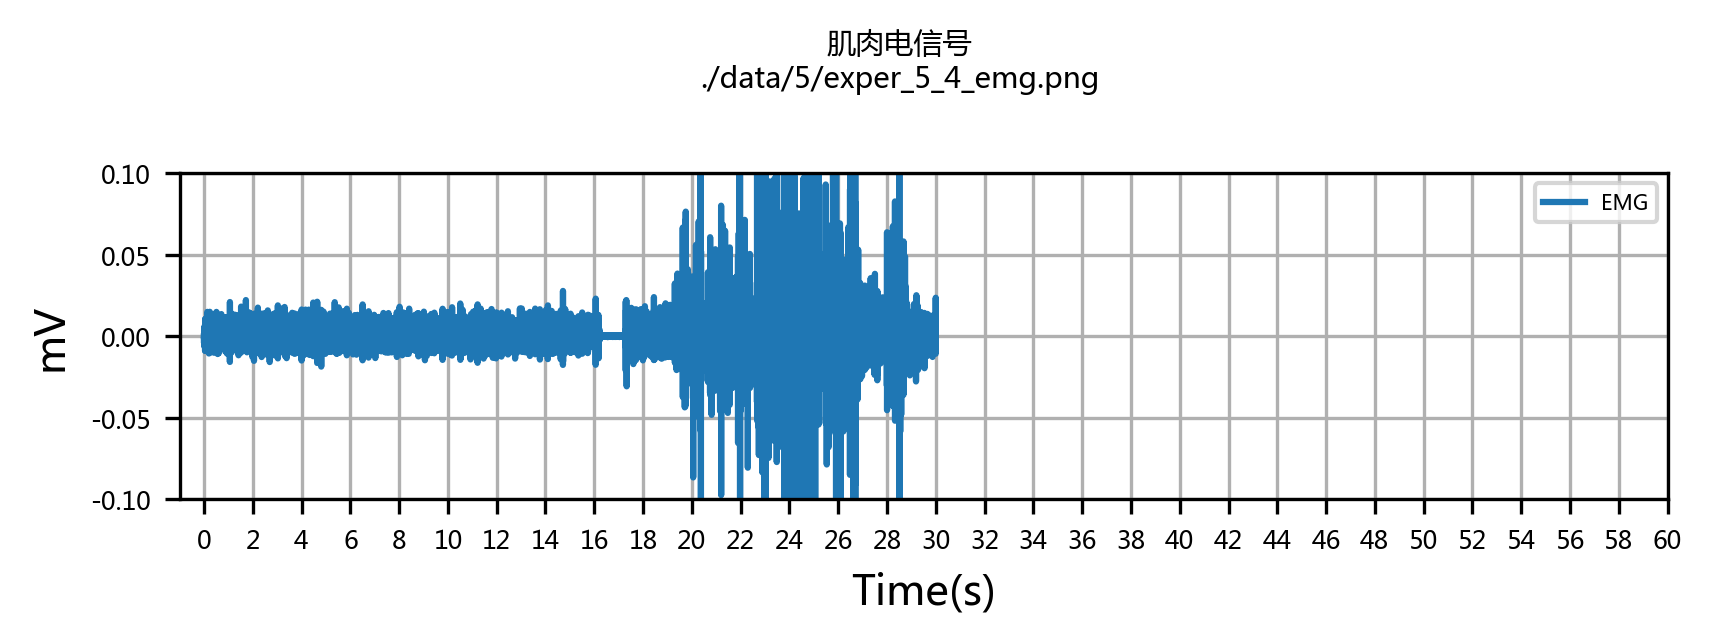 肌肉电信号
./data/5/exper_5_4_emg.png
EMG
0.10
0.05
0.00
-0.05
-0.10
mV
0 2 4 6 8 10 12 14 16 18 20 22 24 26 28 30 32 34 36 38 40 42 44 46 48 50 52 54 56 58 60
Time(s)